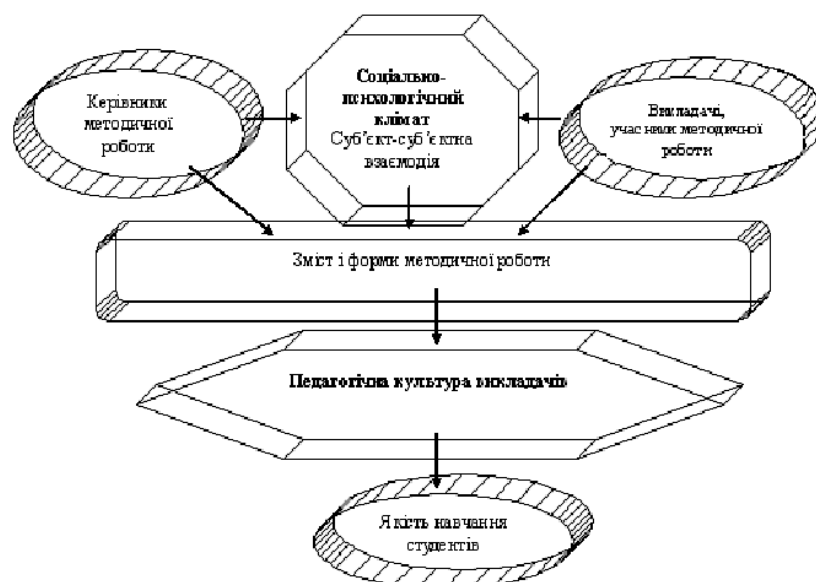 Соціально-
психологічний
клімат
Суб’єкт-суб’єктна
взаємодія
Керівники
методичної
роботи
Викладачі,
учасники методичної
роботи
Зміст і форми методичної роботи
Педагогічна культура викладачів
Якість навчання
студентів